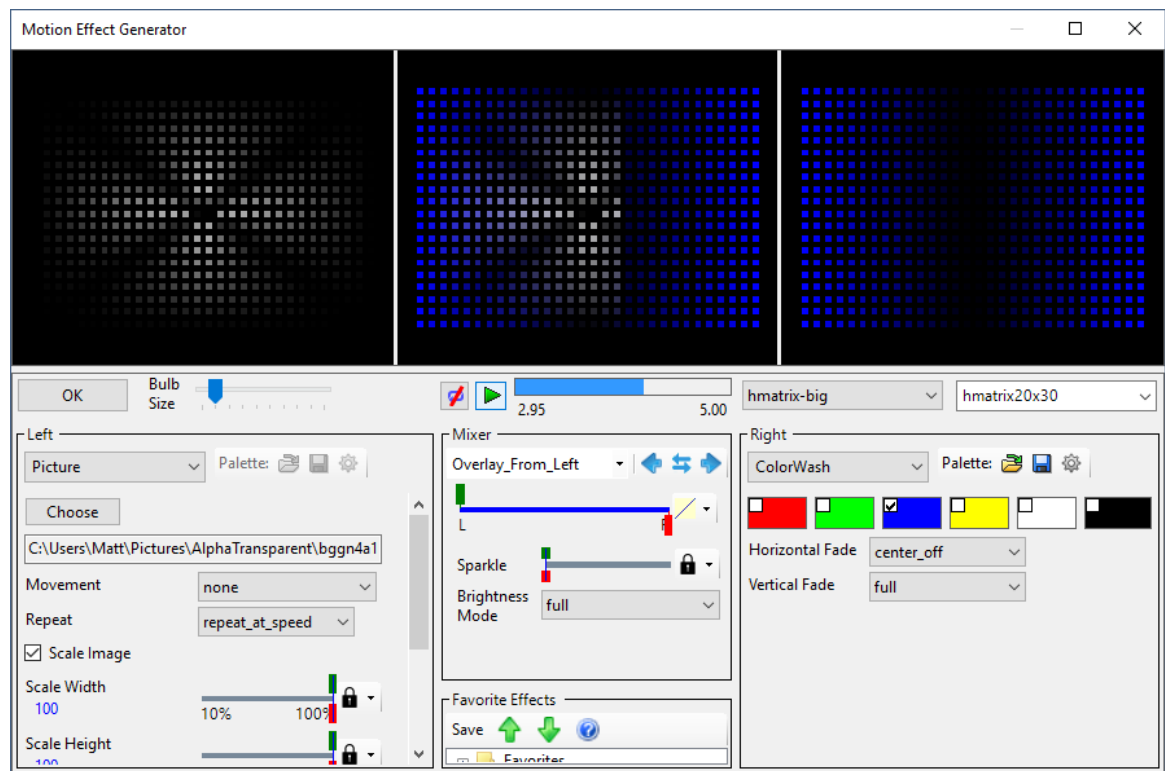 Motion Effect Generator
OK
Bulb
Size
2.95
5.00
hmatrix-big
hmatrix20x30
Left
Picture
Palette:
Choose
C:\Users\Matt\Pictures\AlphaTransparent\bggn4a1
Movement
none
Repeat
repeat_at_speed
Scale Image
Scale Width
100
10%
100%
Scale Height
100
Mixer
Overlay_From_Left
L
Sparkle
Brightness
Mode
full
Favorite Effects
Save
Favorites
Right
ColorWash
Palette:
Horizontal Fade
center_off
Vertical Fade
full